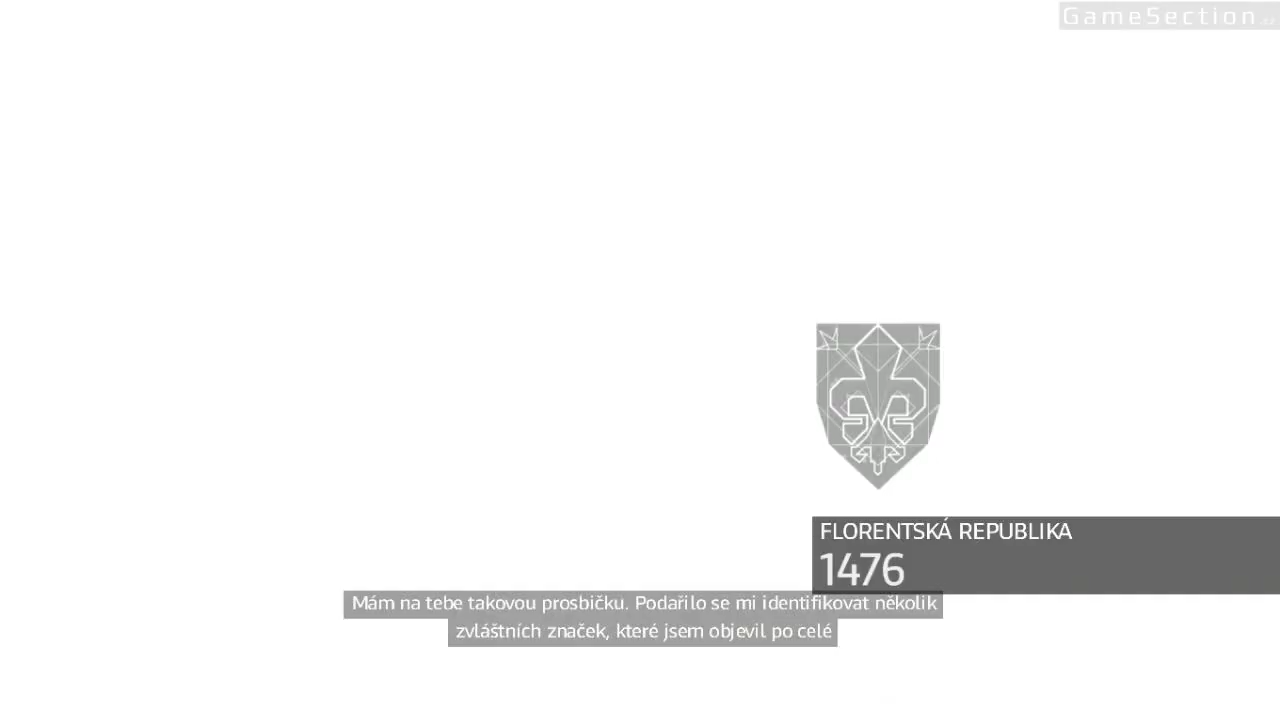 GameSection.cz
FLORENTSKÁ REPUBLIKA
1476
Mám na tebe takovou prosbičku. Podařilo se mi identifikovat několik
zvláštních značek, které jsem objevil po celé